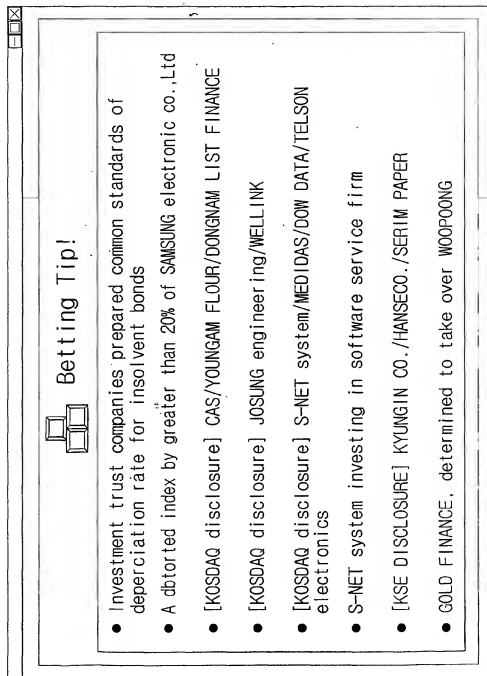 Betting Tip!
● Investment trust companies prepared common standards of
deperciation rate for insolvent bonds
● A dbtorted index by greater than 20% of SAMSUNG electronic co.,Ltd
● [KOSDAQ disclosure] CAS/YOUNGAM FLOUR/DONGNAM LIST FINANCE
● [KOSDAQ disclosure] JOSUNG engineering/WELLINK
● [KOSDAQ disclosure] S-NET system/MEDIDAS/DOW DATA/TELSON
electronics
● S-NET system investing in software service firm
● [KSE DISCLOSURE] KYUNGIN CO./HANSECO./SERIM PAPER
● GOLD FINANCE, determined to take over WOOPOONG